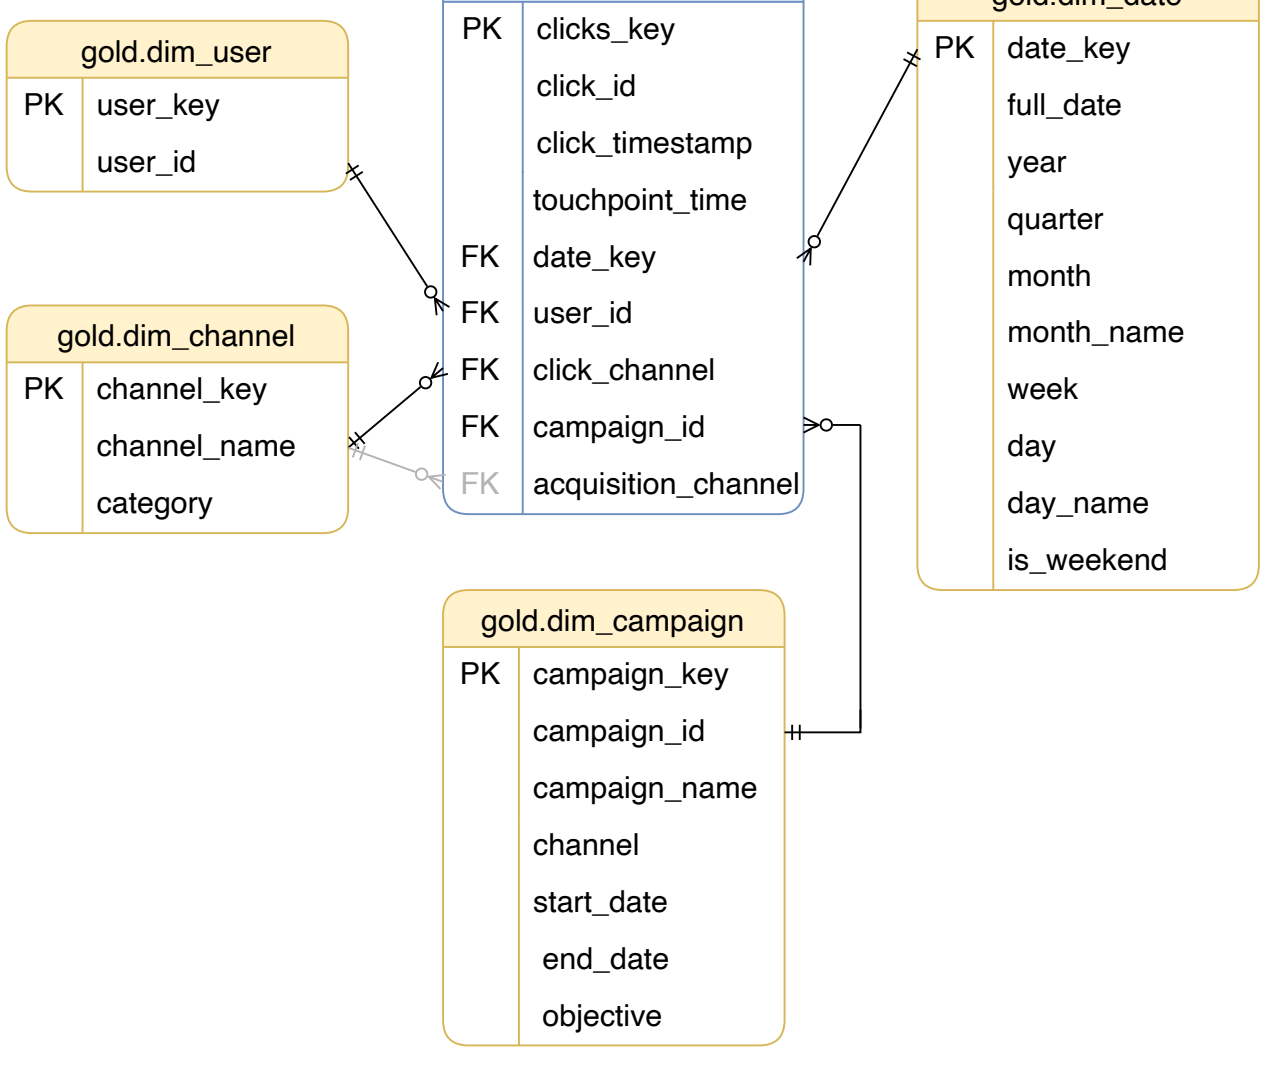 gold.dim_user
PK user_key
user_id
gold.dim_channel
PK channel_key
channel_name
category
PK clicks_key
click_id
click_timestamp
touchpoint_time
FK date_key
FK user_id
FK click_channel
FK campaign_id
FK acquisition_channel
gold.dim_date
PK date_key
full_date
year
quarter
month
month_name
week
day
day_name
is_weekend
gold.dim_campaign
PK campaign_key
campaign_id
campaign_name
channel
start_date
end_date
objective